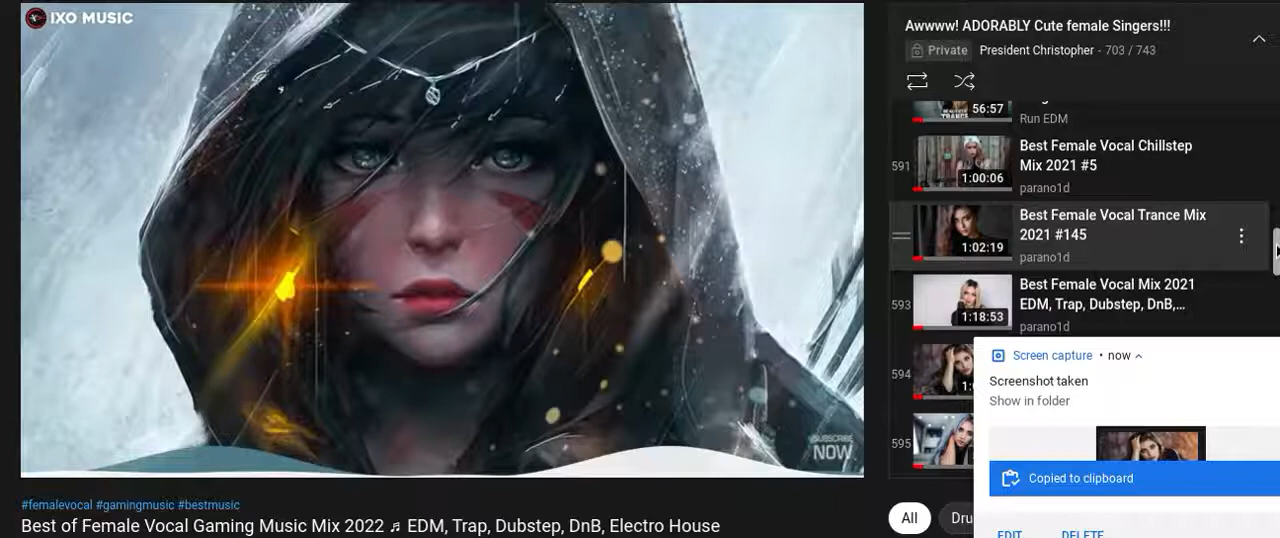 IXO MUSIC
SUBSCRIBE
NOW
#femalevocal #gamingmusic #bestmusic
Best of Female Vocal Gaming Music Mix 2022 ♬ EDM, Trap, Dubstep, DnB, Electro House
Awwww! ADORABLY Cute female Singers!!!
Private President Christopher - 703 / 743
56:57
Run EDM
591
1:00:06
Best Female Vocal Chillstep
Mix 2021 #5
parano1d
1:02:19
Best Female Vocal Trance Mix
2021 #145
parano1d
593
1:18:53
Best Female Vocal Mix 2021
EDM, Trap, Dubstep, DnB,...
parano1d
594
595
Screen capture • now
Screenshot taken
Show in folder
Copied to clipboard
EDIT DELETE
All
Dru